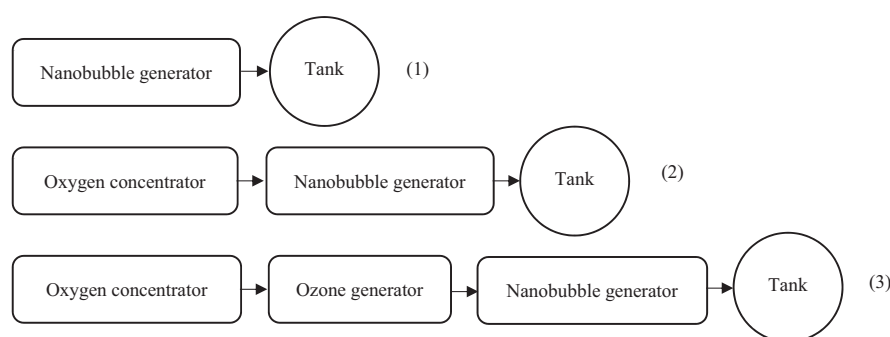 Nanobubble generator
Tank
(1)
Oxygen concentrator
Nanobubble generator
Tank
(2)
Oxygen concentrator
Ozone generator
Nanobubble generator
Tank
(3)